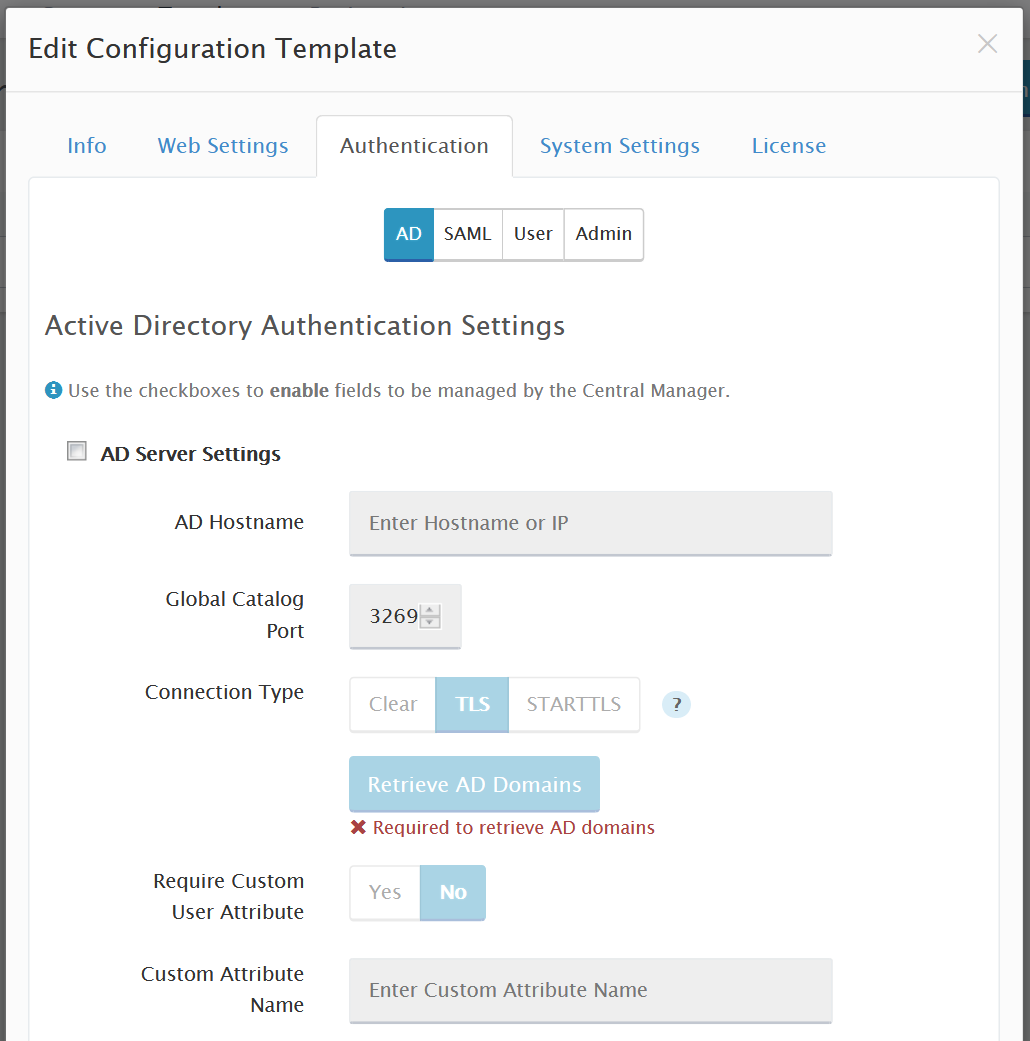 Edit Configuration Template
Info Web Settings Authentication System Settings License
AD SAML User Admin
Active Directory Authentication Settings
Use the checkboxes to enable fields to be managed by the Central Manager.
AD Server Settings
AD Hostname Enter Hostname or IP
Global Catalog
Port
3269
Connection Type Clear TLS STARTTLS ?
Retrieve AD Domains
Required to retrieve AD domains
Require Custom
User Attribute
Yes No
Custom Attribute
Name
Enter Custom Attribute Name